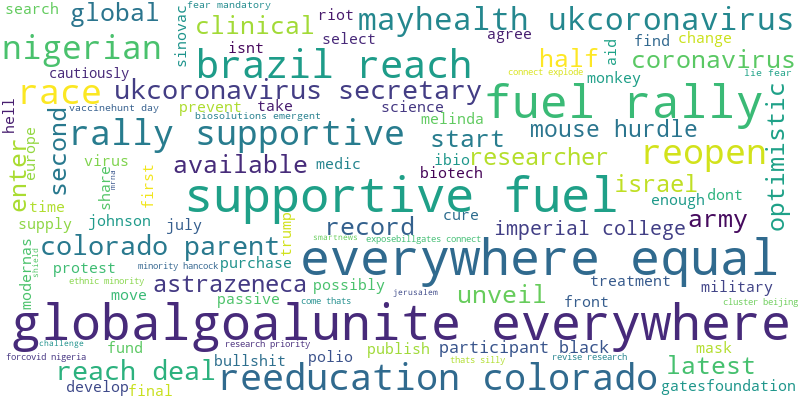 search
global
fear mandatory
sinovac
clinical
riot
select
mayhealth ukcoronavirus
agree
nigerian
isnt
brazil reach
half
aid
find
change
coronavirus
lie fear
cautiously
connect explode
monkey
race
ukcoronavirus secretary
fuel rally
optimistic
hell
vaccinehunt day
prevent
take
science
biosolutions emergent
melinda
second
rally supportive
start
mouse hurdle
enter
europe
virus
available
medic
ibio
researcher
reopen
biotech
israel
share
mrna
first
supportive fuel
enough
dont
time
supply
johnson
july
record
cure
imperial college
army
trump
smartnews
exposebillgates connect
colorado parent
everywhere equal
modernas
shield
protest
minority hancock
purchase
ethnic minority
move
astrazeneca
possibly
treatment
military
passive
come thats
jerusalem
unveil
front
cluster beijing
globalgoalunite everywhere
challenge
research priority
forcovid nigeria
fund
bullshit
polio
publish
participant black
mask
latest
reach deal
thats silly
revise research
develop
final
reeducation colorado
gatesfoundation